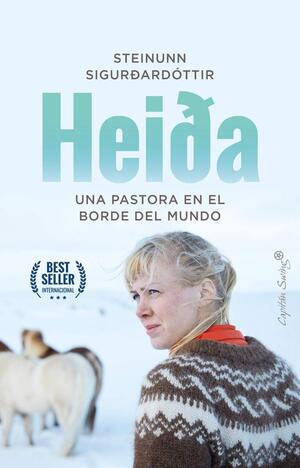 STEINUNN
SIGURÐARDÓTTIR
Heiða
UNA PASTORA EN EL
BORDE DEL MUNDO
BEST
SELLER
INTERNACIONAL
Capitán Swing